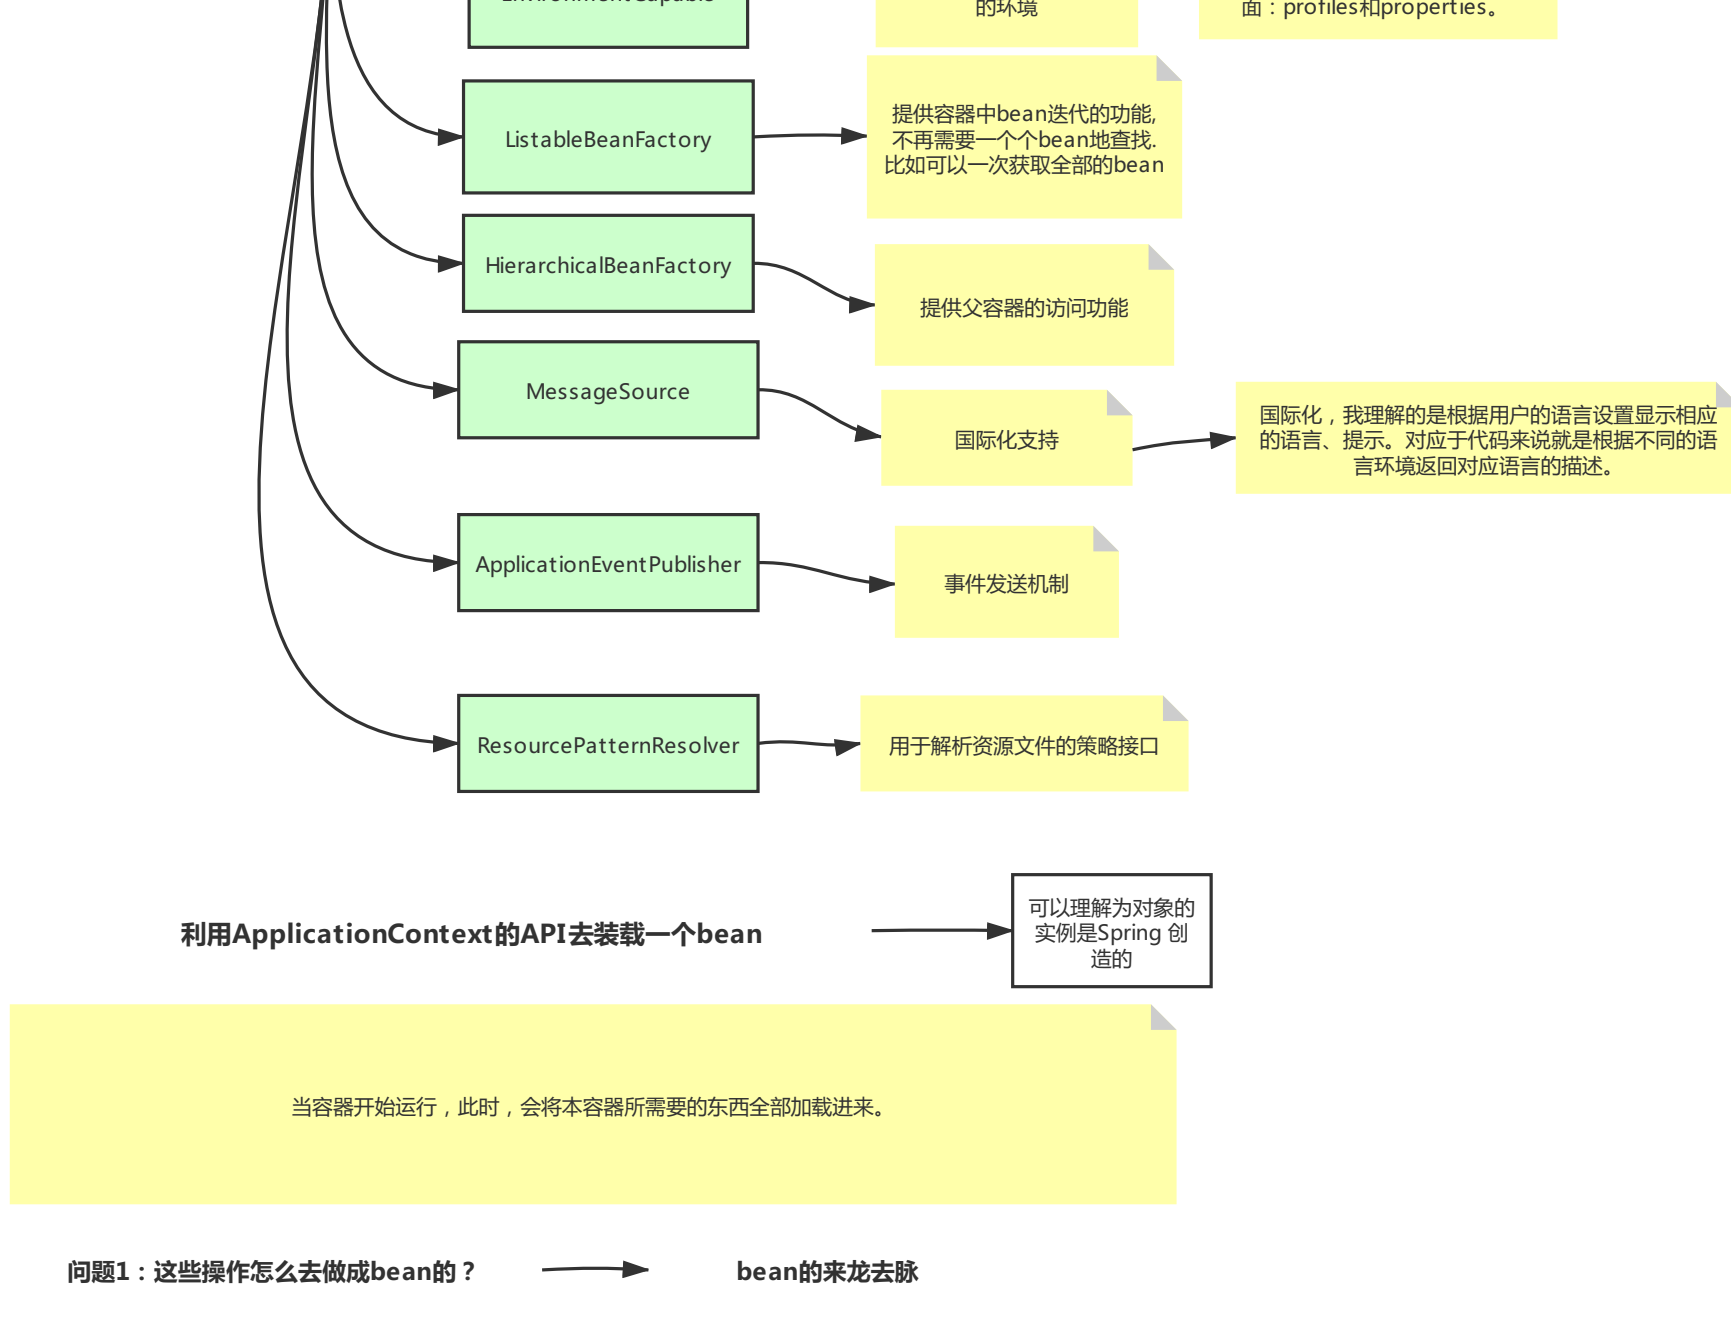 EnvironmentCapable
的环境
面：profiles和properties。
ListableBeanFactory
提供容器中bean迭代的功能,
不再需要一个个bean地查找.
比如可以一次获取全部的bean
HierarchicalBeanFactory
提供父容器的访问功能
MessageSource
国际化支持
国际化，我理解的是根据用户的语言设置显示相应
的语言、提示。对应于代码来说就是根据不同的语
言环境返回对应语言的描述。
ApplicationEventPublisher
事件发送机制
ResourcePatternResolver
用于解析资源文件的策略接口
利用ApplicationContext的API去装载一个bean
可以理解为对象的
实例是Spring 创
造的
当容器开始运行，此时，会将本容器所需要的东西全部加载进来。
问题1：这些操作怎么去做成bean的？
bean的来龙去脉